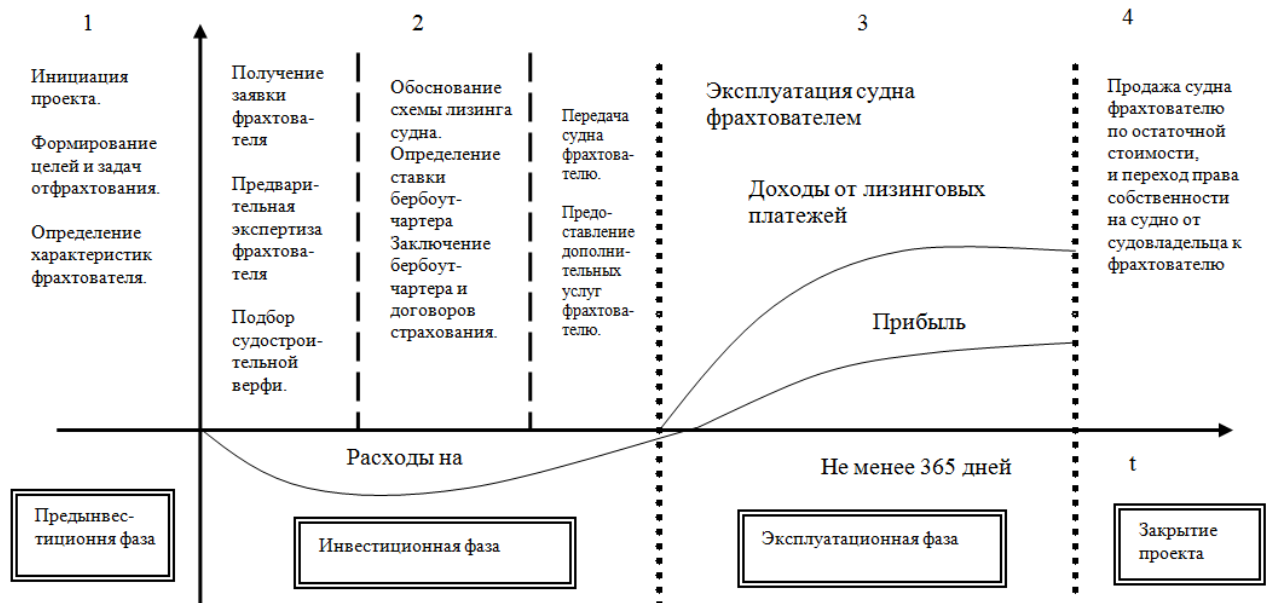 1
2
3
4
Инициация
проекта.
Формирование
целей и задач
отфрахтования.
Определение
характеристик
фрахтователя.
Получение
заявки
фрахтова-
теля
Предвари-
тельная
экспертиза
фрахтова-
теля
Подбор
судострои-
тельной
верфи.
Обоснование
схемы лизинга
судна.
Определение
ставки
бербоут-
чартера
Заключение
бербоут-
чартера и
договоров
страхования.
Передача
судна
фрахтова-
телю.
Предо-
ставление
дополни-
тельных
услуг
фрахтова-
телю.
Эксплуатация судна
фрахтователем
Доходы от лизинговых
платежей
Прибыль
Продажа судна
фрахтователю
по остаточной
стоимости,
и переход права
собственности
на судно от
судовладельца к
фрахтователю
Расходы на
Не менее 365 дней
t
Предынвес-
тиционня фаза
Инвестиционная фаза
Эксплуатационная фаза
Закрытие
проекта